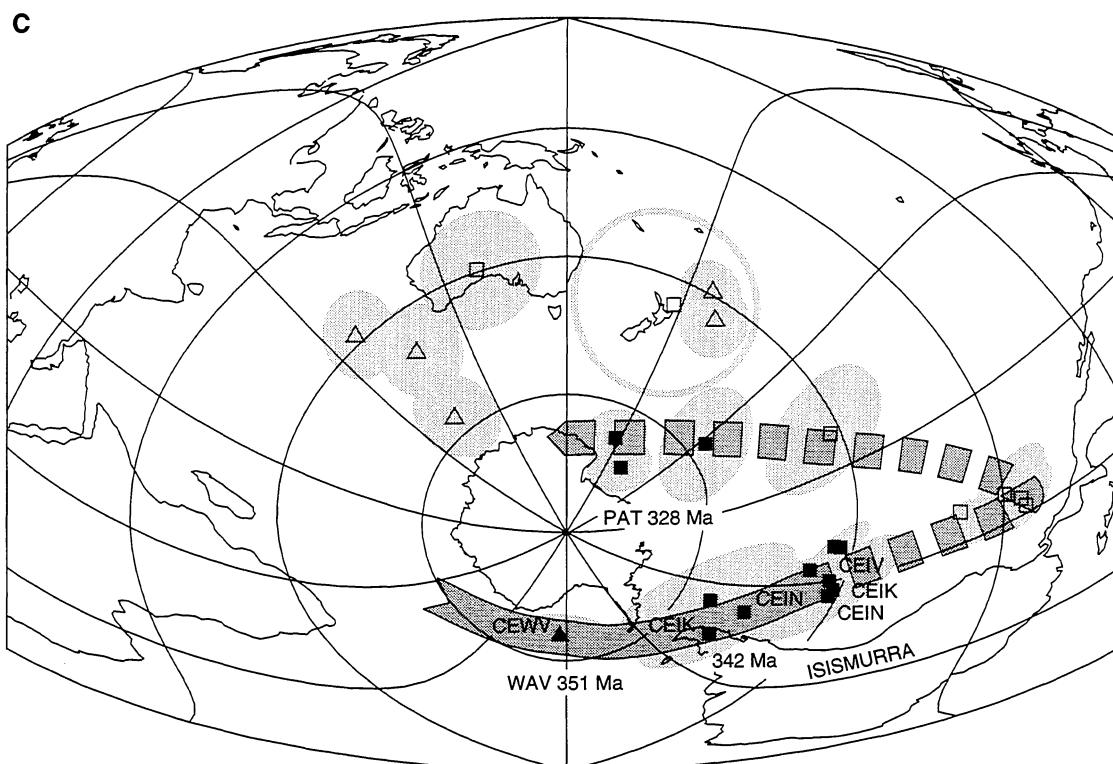 C
PAT 328 Ma
CEIV
CEIN
CEIK
CEIN
CEWV
CEIK
342 Ma
ISISMURRA
WAV 351 Ma